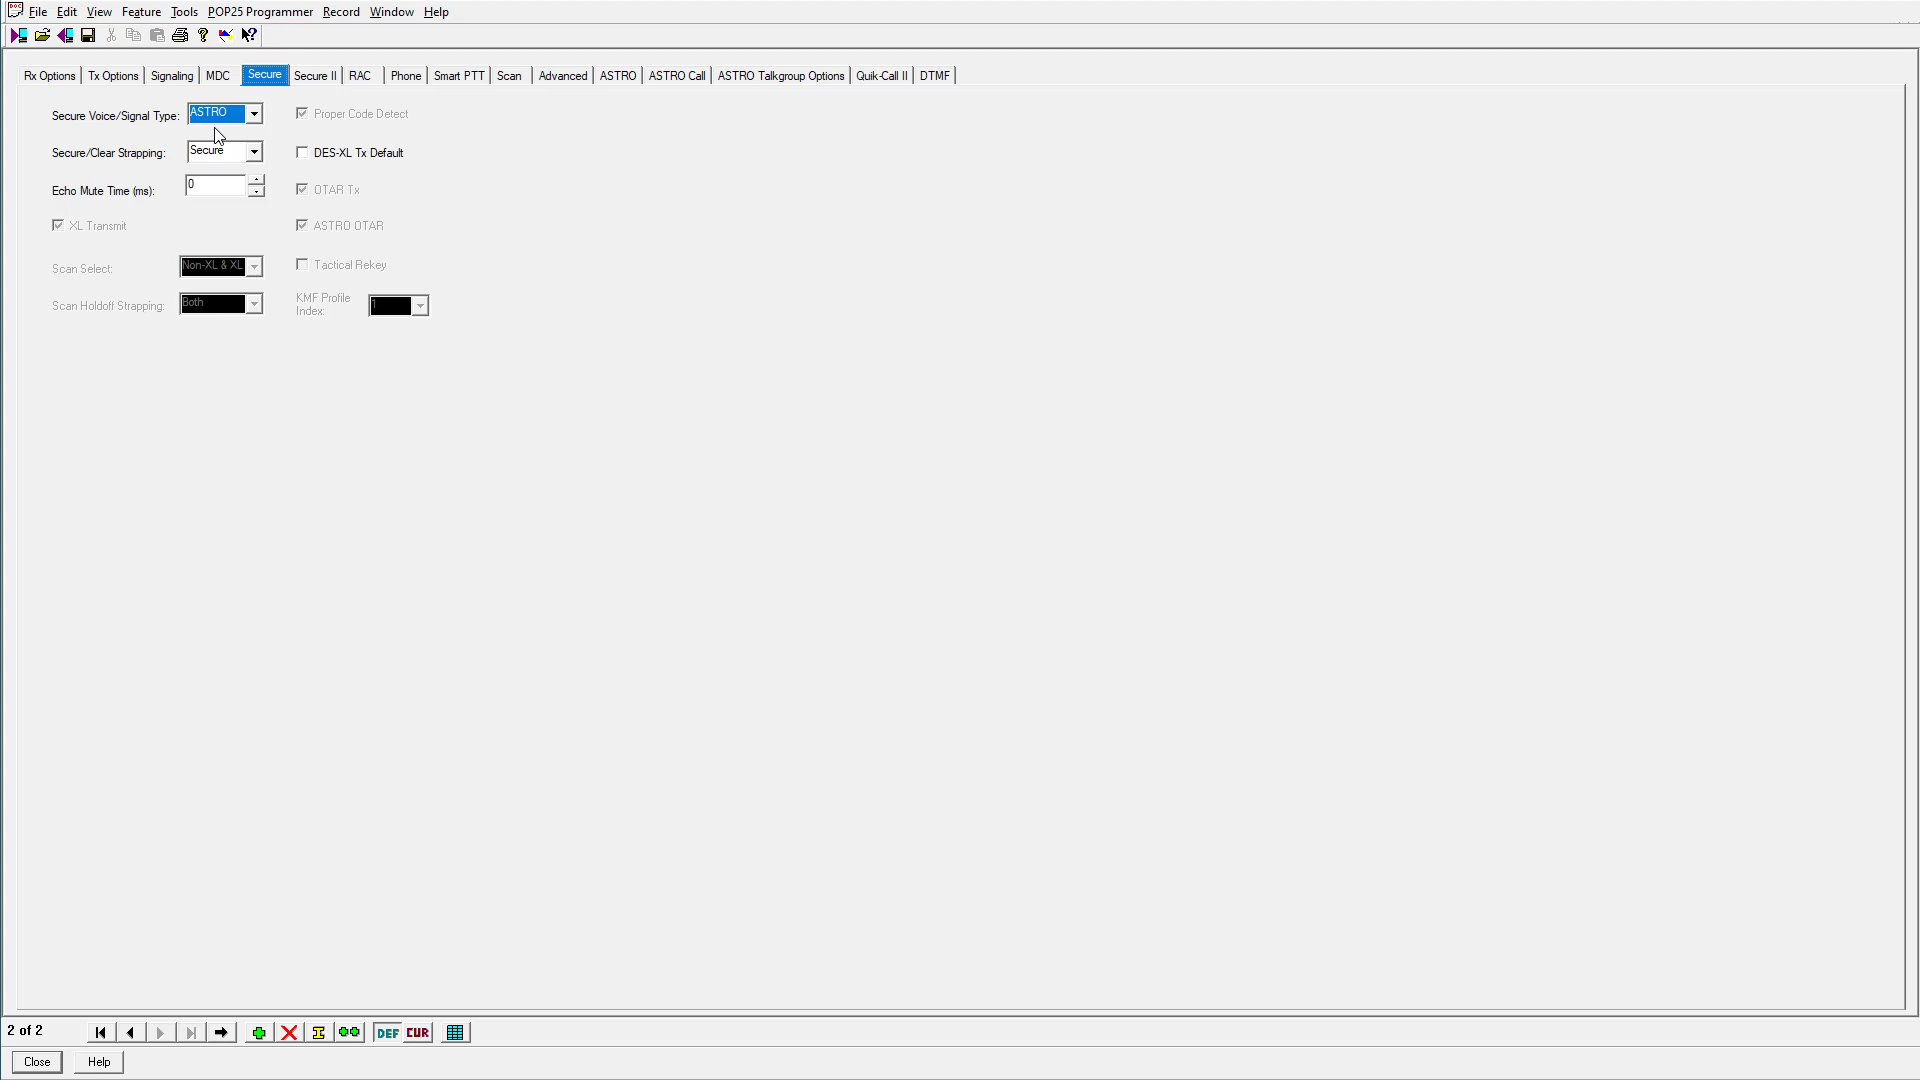 File Edit View Feature Tools POP25 Programmer Record Window Help
Rx Options Tx Options Signaling MDC Secure Secure II RAC Phone Smart PTT Scan Advanced ASTRO ASTRO Call ASTRO Talkgroup Options Quik-Call II DTMF
Secure Voice/Signal Type: ASTRO Proper Code Detect
Secure/Clear Strapping: Secure DES-XL Tx Default
Echo Mute Time (ms): 0 OTAR Tx
XL Transmit ASTRO OTAR
Scan Select: Non-XL & XL Tactical Rekey
Scan Holdoff Strapping: Both KMF Profile Index: 1
2 of 2 DEF CUR
Close Help